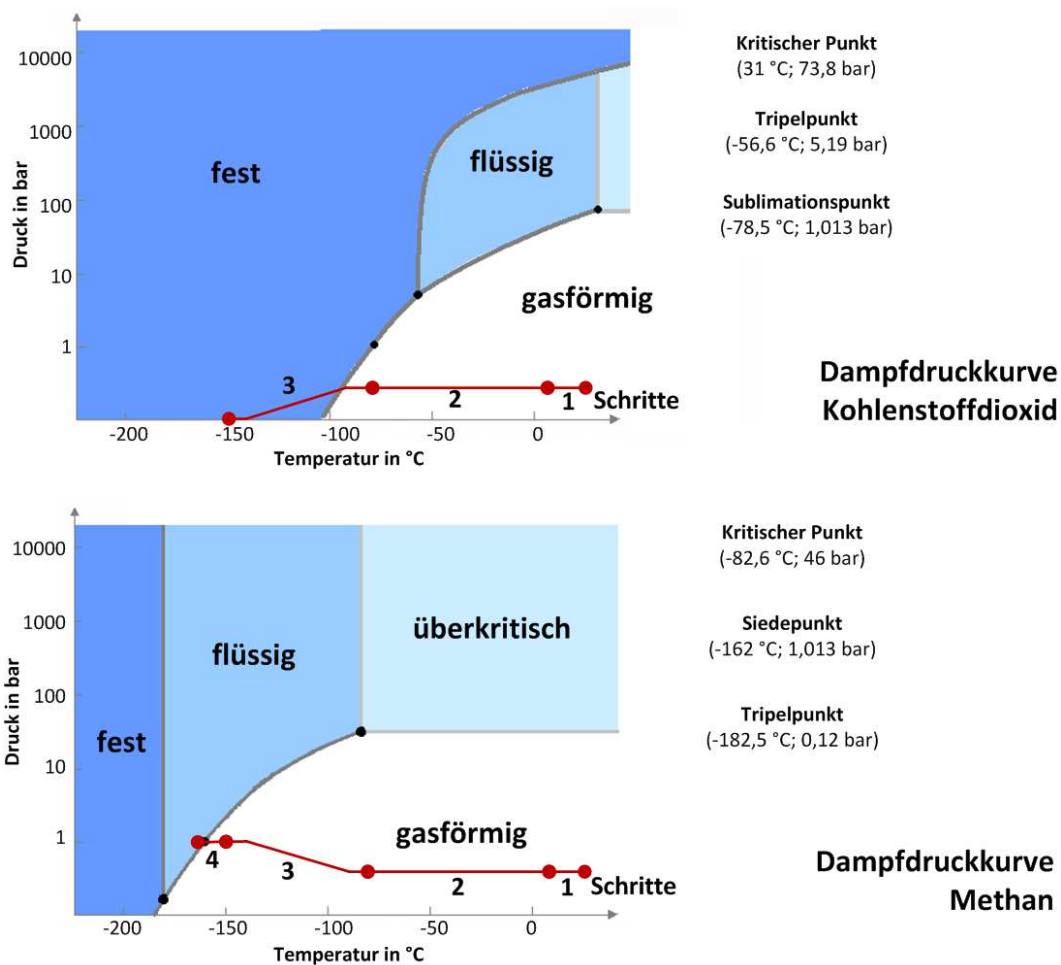 10000
1000
100
10
1
Druck in bar
fest
flüssig
gasförmig
3
2
1
Schritte
-200
-150
-100
-50
0
Temperatur in °C
Kritischer Punkt
(31 °C; 73,8 bar)
Tripelpunkt
(-56,6 °C; 5,19 bar)
Sublimationspunkt
(-78,5 °C; 1,013 bar)
Dampfdruckkurve
Kohlenstoffdioxid
10000
1000
100
10
1
Druck in bar
fest
flüssig
überkritisch
gasförmig
4
3
2
1
Schritte
-200
-150
-100
-50
0
Temperatur in °C
Kritischer Punkt
(-82,6 °C; 46 bar)
Siedepunkt
(-162 °C; 1,013 bar)
Tripelpunkt
(-182,5 °C; 0,12 bar)
Dampfdruckkurve
Methan